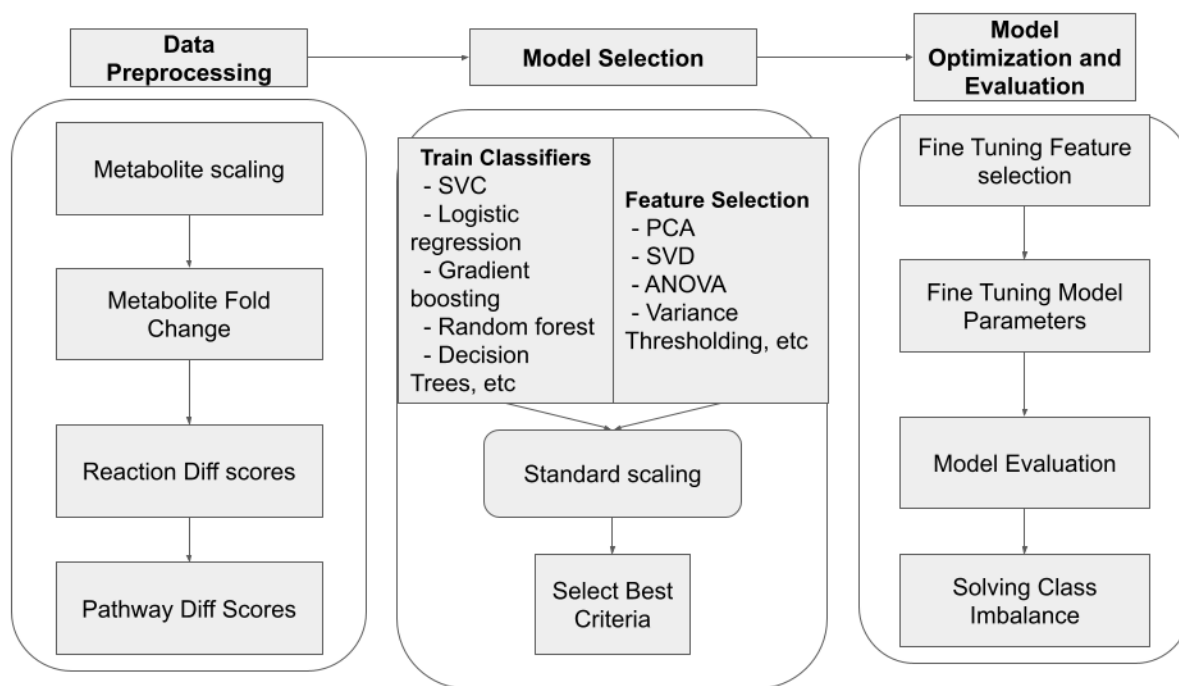 Data
Preprocessing
Model Selection
Model
Optimization and
Evaluation
Metabolite scaling
Metabolite Fold
Change
Reaction Diff scores
Pathway Diff Scores
Train Classifiers
- SVC
- Logistic
regression
- Gradient
boosting
- Random forest
- Decision
Trees, etc
Feature Selection
- PCA
- SVD
- ANOVA
- Variance
Thresholding, etc
Standard scaling
Select Best
Criteria
Fine Tuning Feature
selection
Fine Tuning Model
Parameters
Model Evaluation
Solving Class
Imbalance